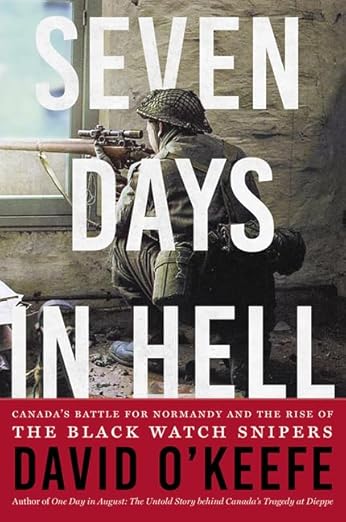 SEVEN
DAYS
IN HELL
CANADA'S BATTLE FOR NORMANDY AND THE RISE OF
THE BLACK WATCH SNIPERS
DAVID O'KEEFE
Author of One Day in August: The Untold Story behind Canada's Tragedy at Dieppe